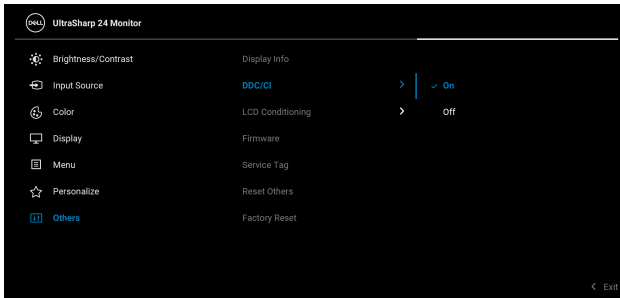 DELL UltraSharp 24 Monitor
Brightness/Contrast Display Info
Input Source DDC/CI On
Color LCD Conditioning Off
Display Firmware
Menu Service Tag
Personalize Reset Others
Others Factory Reset
Exit